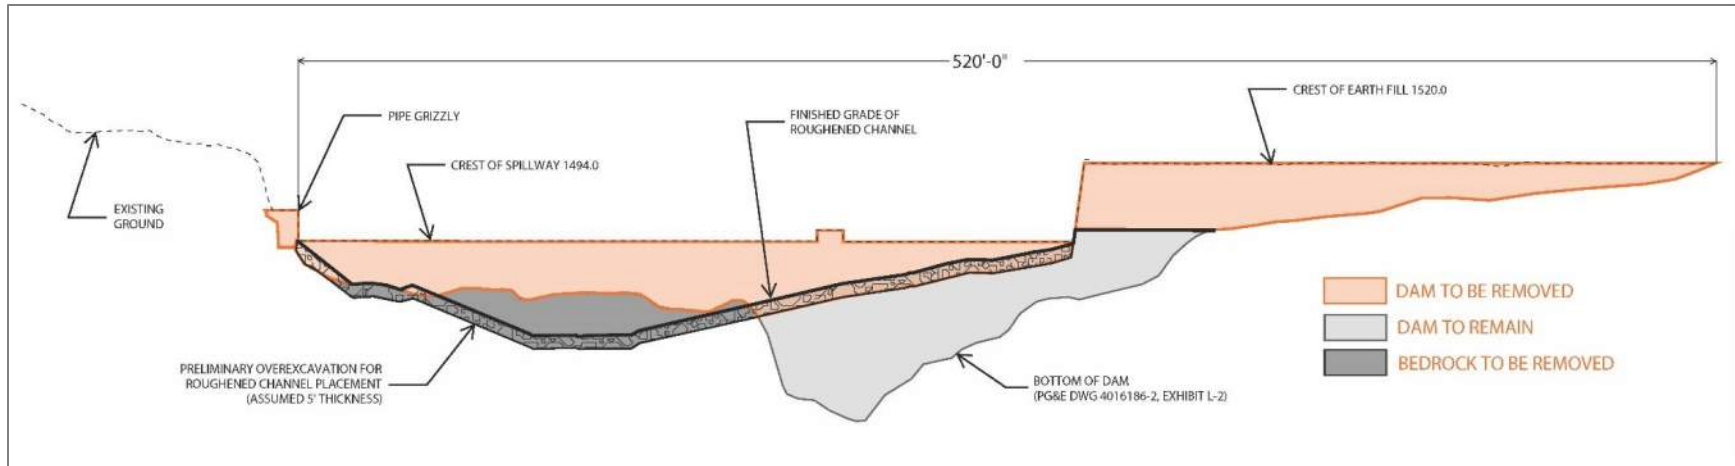 520'-0"
CREST OF EARTH FILL 1520.0
PIPE GRIZZLY
FINISHED GRADE OF
ROUGHENED CHANNEL
CREST OF SPILLWAY 1494.0
EXISTING
GROUND
DAM TO BE REMOVED
DAM TO REMAIN
BEDROCK TO BE REMOVED
PRELIMINARY OVEREXCAVATION FOR
ROUGHENED CHANNEL PLACEMENT
(ASSUMED 5' THICKNESS)
BOTTOM OF DAM
(PG&E DWG 4016186-2, EXHIBIT L-2)